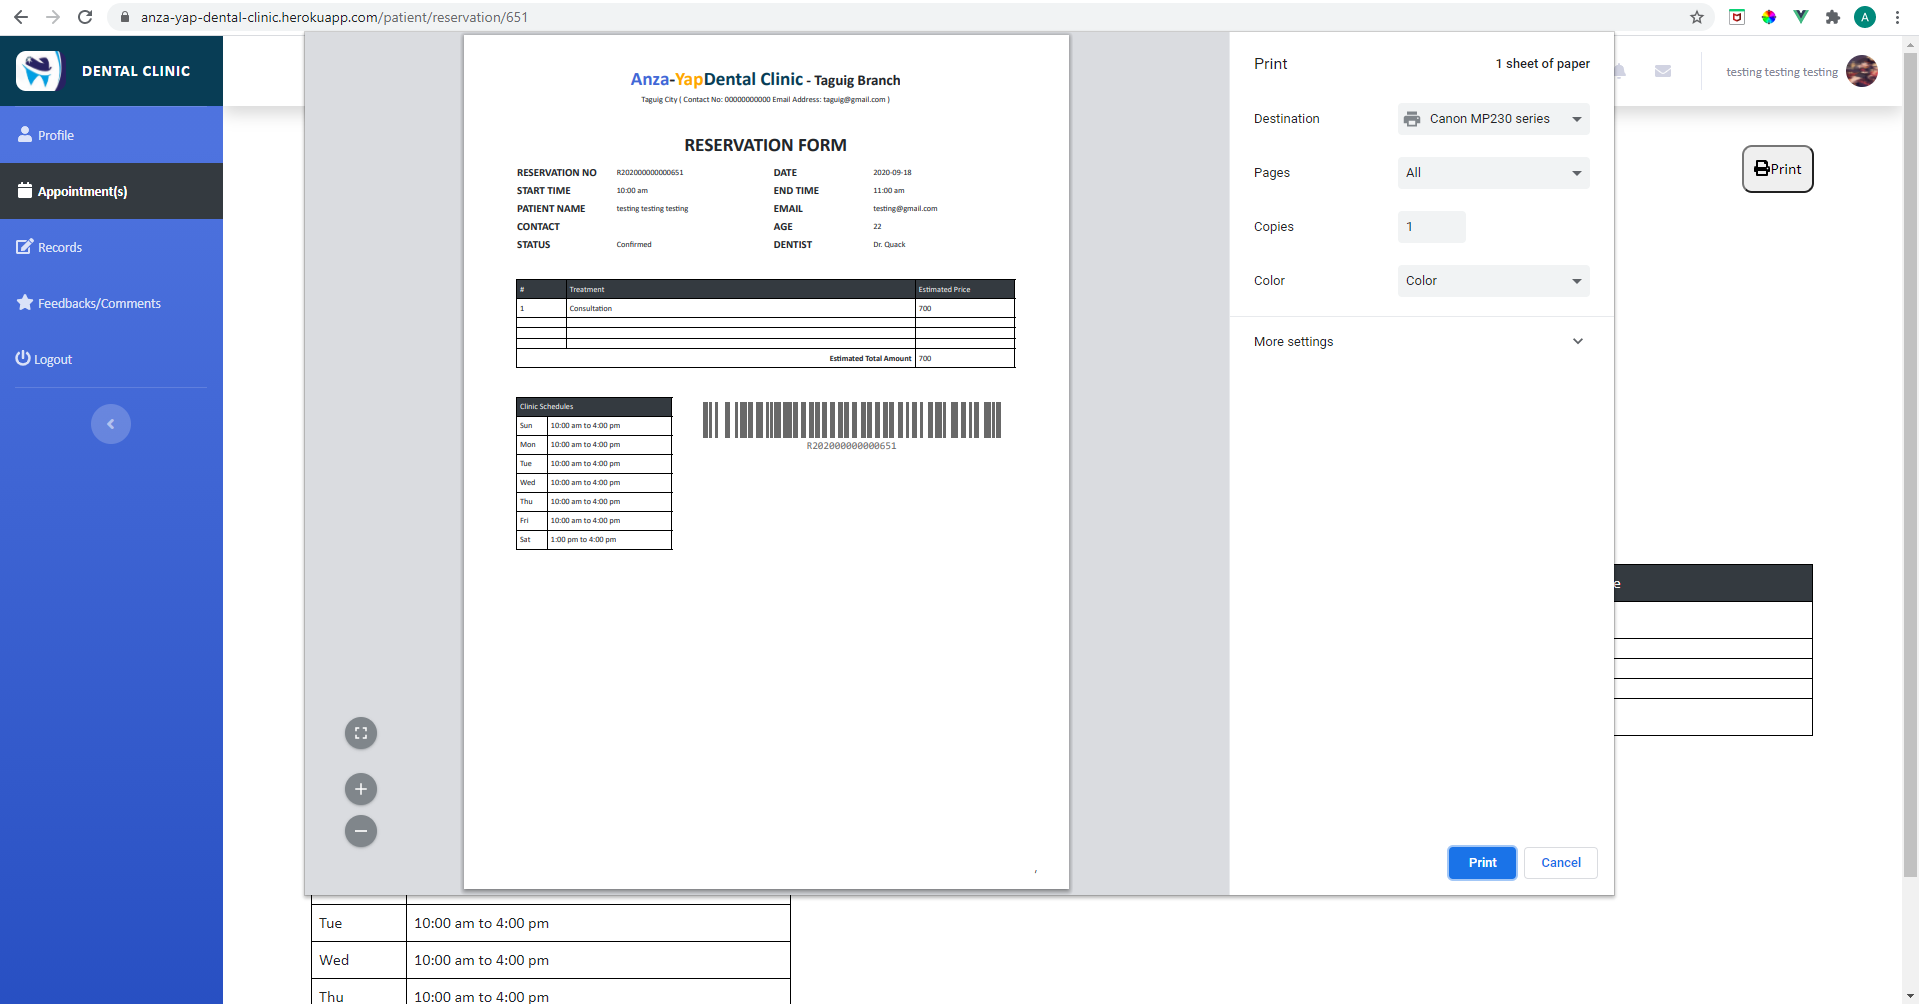 anza-yap-dental-clinic.herokuapp.com/patient/reservation/651
A
DENTAL CLINIC
Profile
Appointment(s)
Records
Feedbacks/Comments
Logout
testing testing testing
Print
Anza-YapDental Clinic - Taguig Branch
Taguig City ( Contact No: 00000000000 Email Address: taguig@gmail.com )
RESERVATION FORM
RESERVATION NO R202000000000651 DATE 2020-09-18
START TIME 10:00 am END TIME 11:00 am
PATIENT NAME testing testing testing EMAIL testing@gmail.com
CONTACT AGE 22
STATUS Confirmed DENTIST Dr. Quack
# Treatment Estimated Price
1 Consultation 700
Estimated Total Amount 700
Clinic Schedules
Sun 10:00 am to 4:00 pm
Mon 10:00 am to 4:00 pm
Tue 10:00 am to 4:00 pm
Wed 10:00 am to 4:00 pm
Thu 10:00 am to 4:00 pm
Fri 10:00 am to 4:00 pm
Sat 1:00 pm to 4:00 pm
R202000000000651
,
Print 1 sheet of paper
Destination Canon MP230 series
Pages All
Copies 1
Color Color
More settings
Print Cancel
e
Tue 10:00 am to 4:00 pm
Wed 10:00 am to 4:00 pm
Thu 10:00 am to 4:00 pm